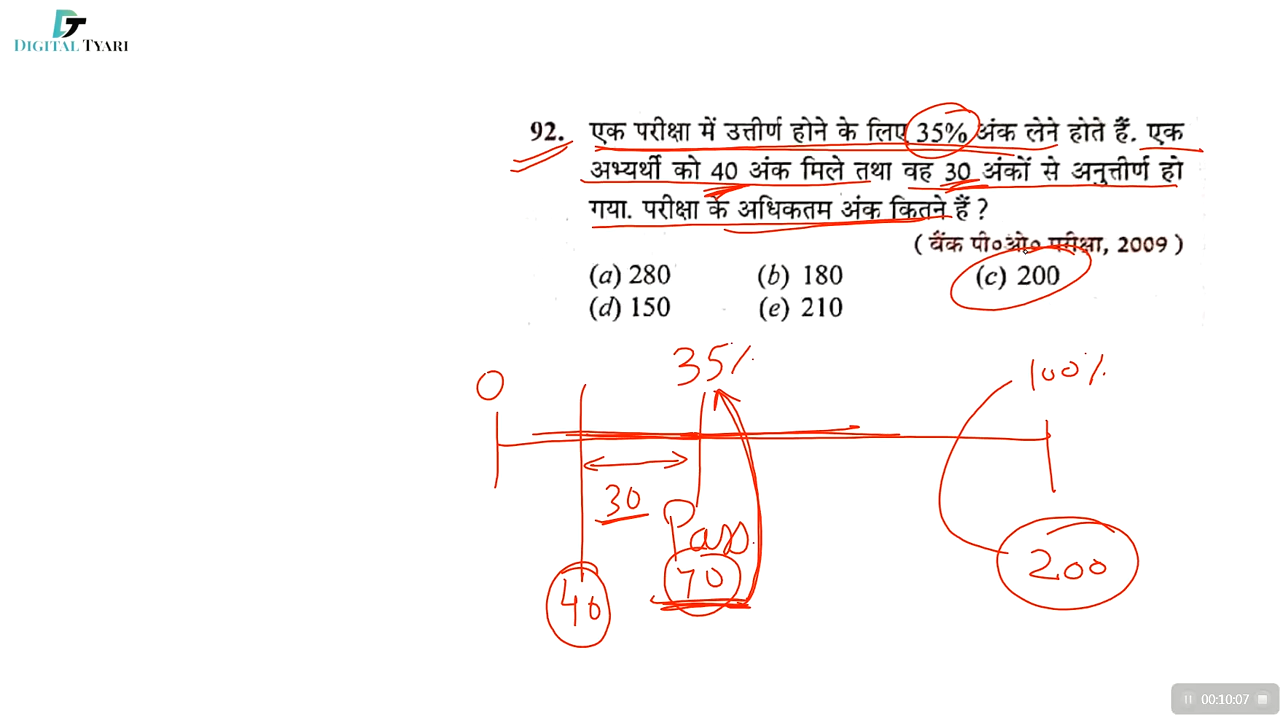 DT
DIGITAL TYARI
92. एक परीक्षा में उत्तीर्ण होने के लिए 35% अंक लेने होते हैं. एक
अभ्यर्थी को 40 अंक मिले तथा वह 30 अंकों से अनुत्तीर्ण हो
गया. परीक्षा के अधिकतम अंक कितने हैं ?
( बैंक पी०ओ० परीक्षा, 2009 )
(a) 280 (b) 180 (c) 200
(d) 150 (e) 210
0 35% 100%
30
Pass
40 70 200
00:10:07